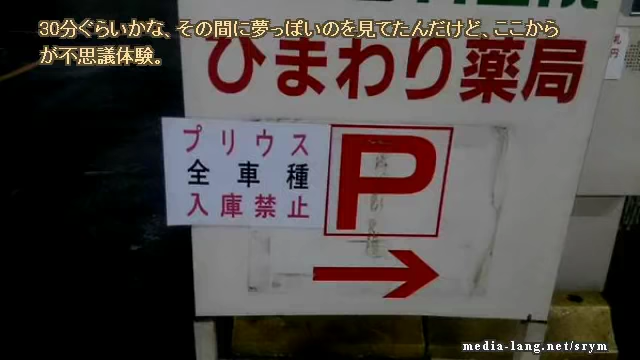 30分ぐらいかな、その間に夢っぽいのを見てたんだけど、ここから
が不思議体験。
ひまわり薬局
プリウス
全車種
入庫禁止
P
media-lang.net/srym